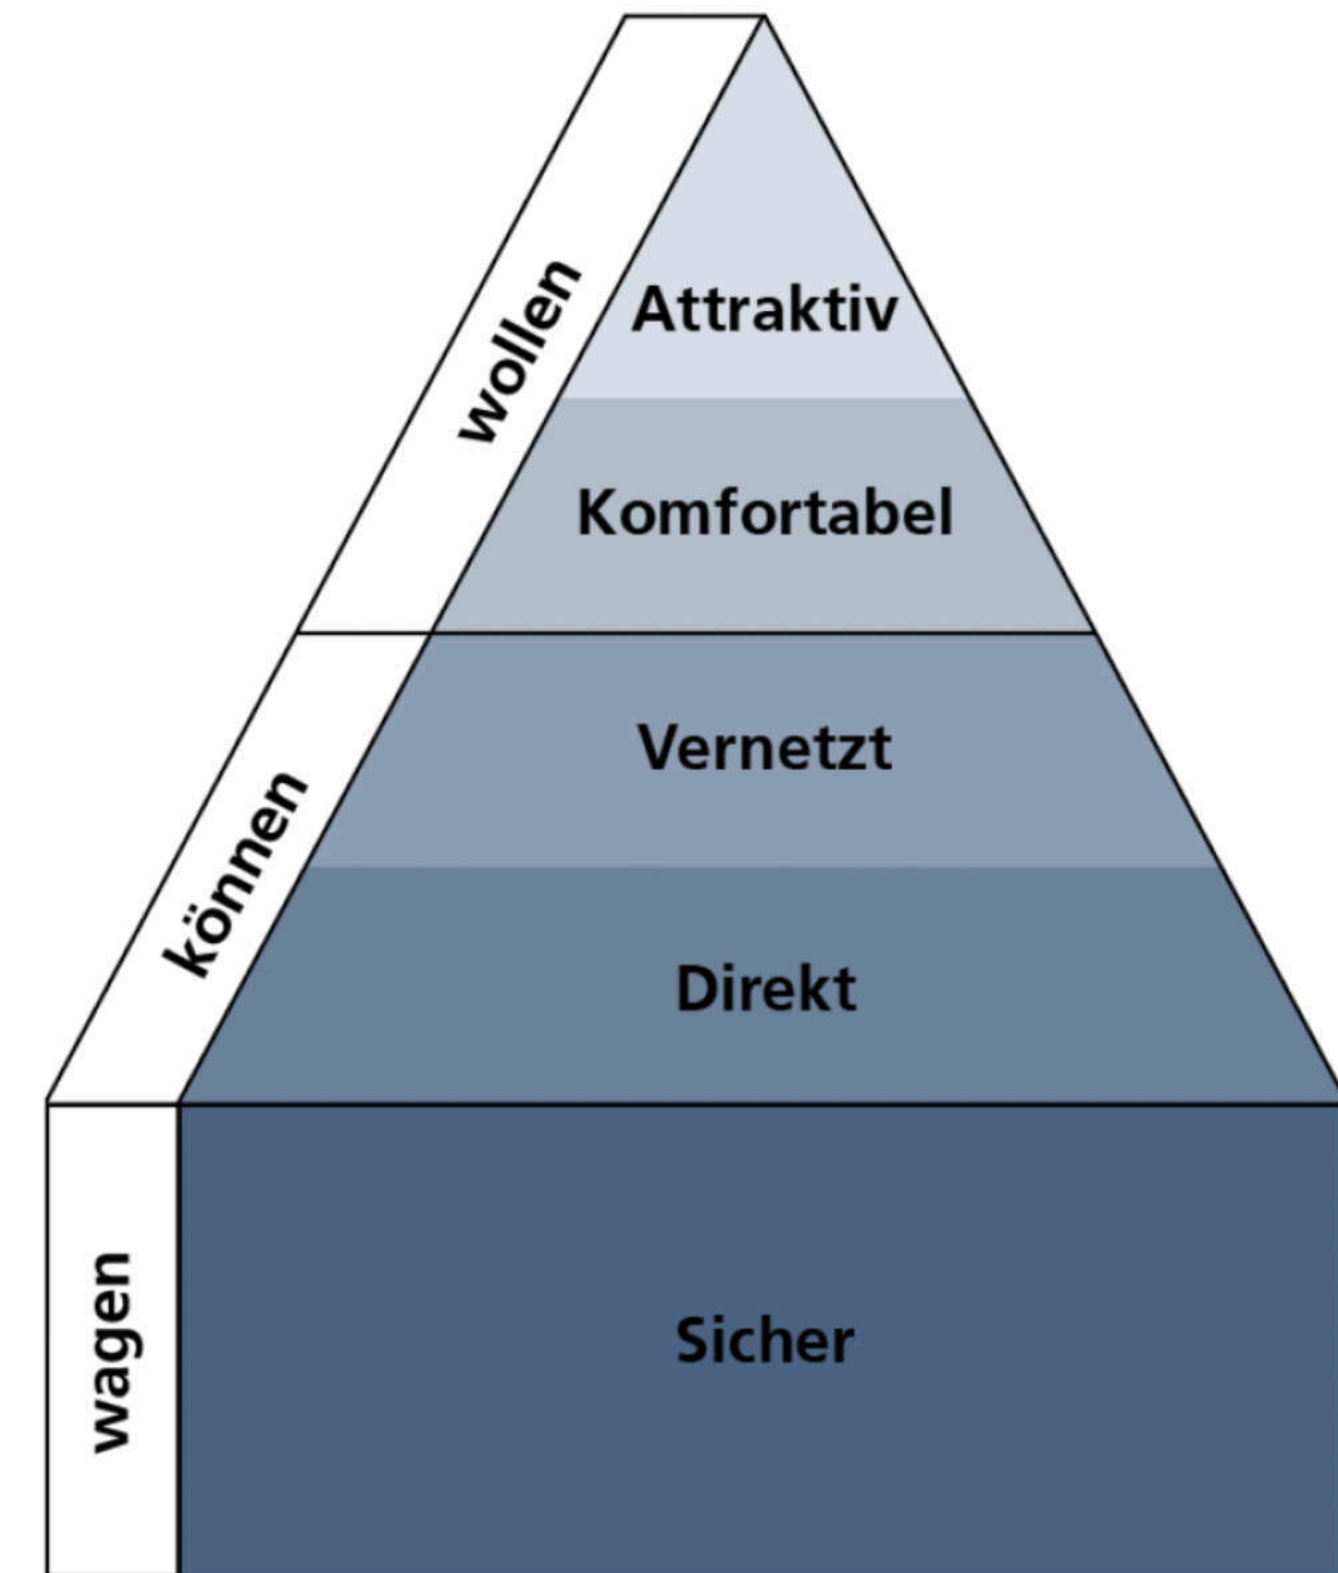 wollen
Attraktiv
Komfortabel
können
Vernetzt
Direkt
wagen
Sicher